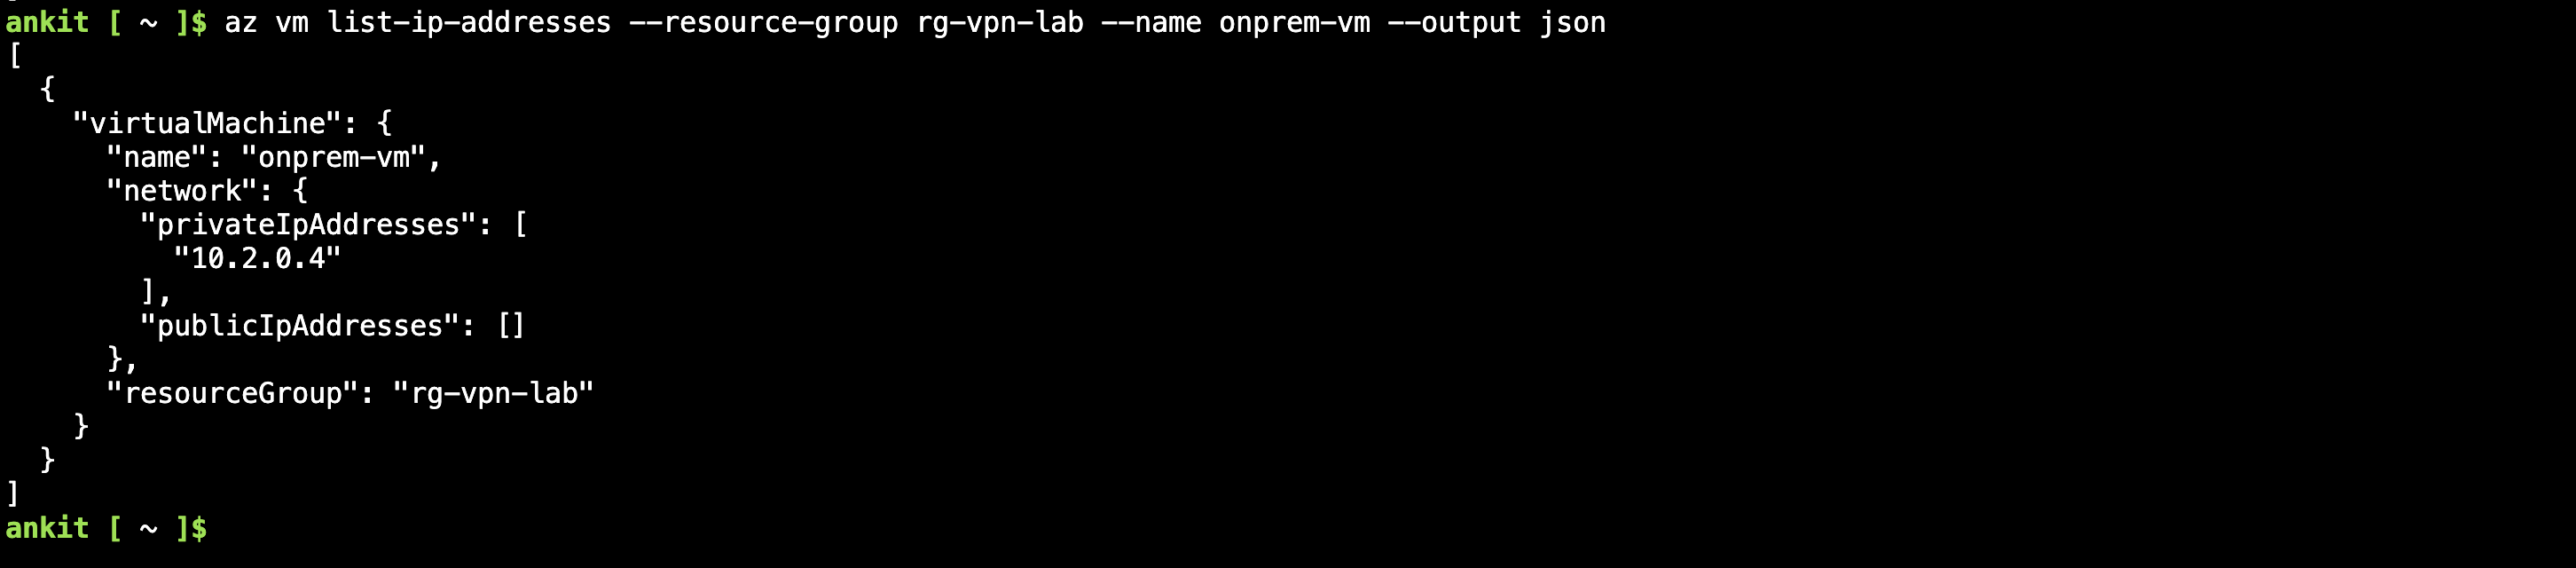 ankit [ ~ ]$ az vm list-ip-addresses --resource-group rg-vpn-lab --name onprem-vm --output json
[
  {
    "virtualMachine": {
      "name": "onprem-vm",
      "network": {
        "privateIpAddresses": [
          "10.2.0.4"
        ],
        "publicIpAddresses": []
      },
      "resourceGroup": "rg-vpn-lab"
    }
  }
]
ankit [ ~ ]$